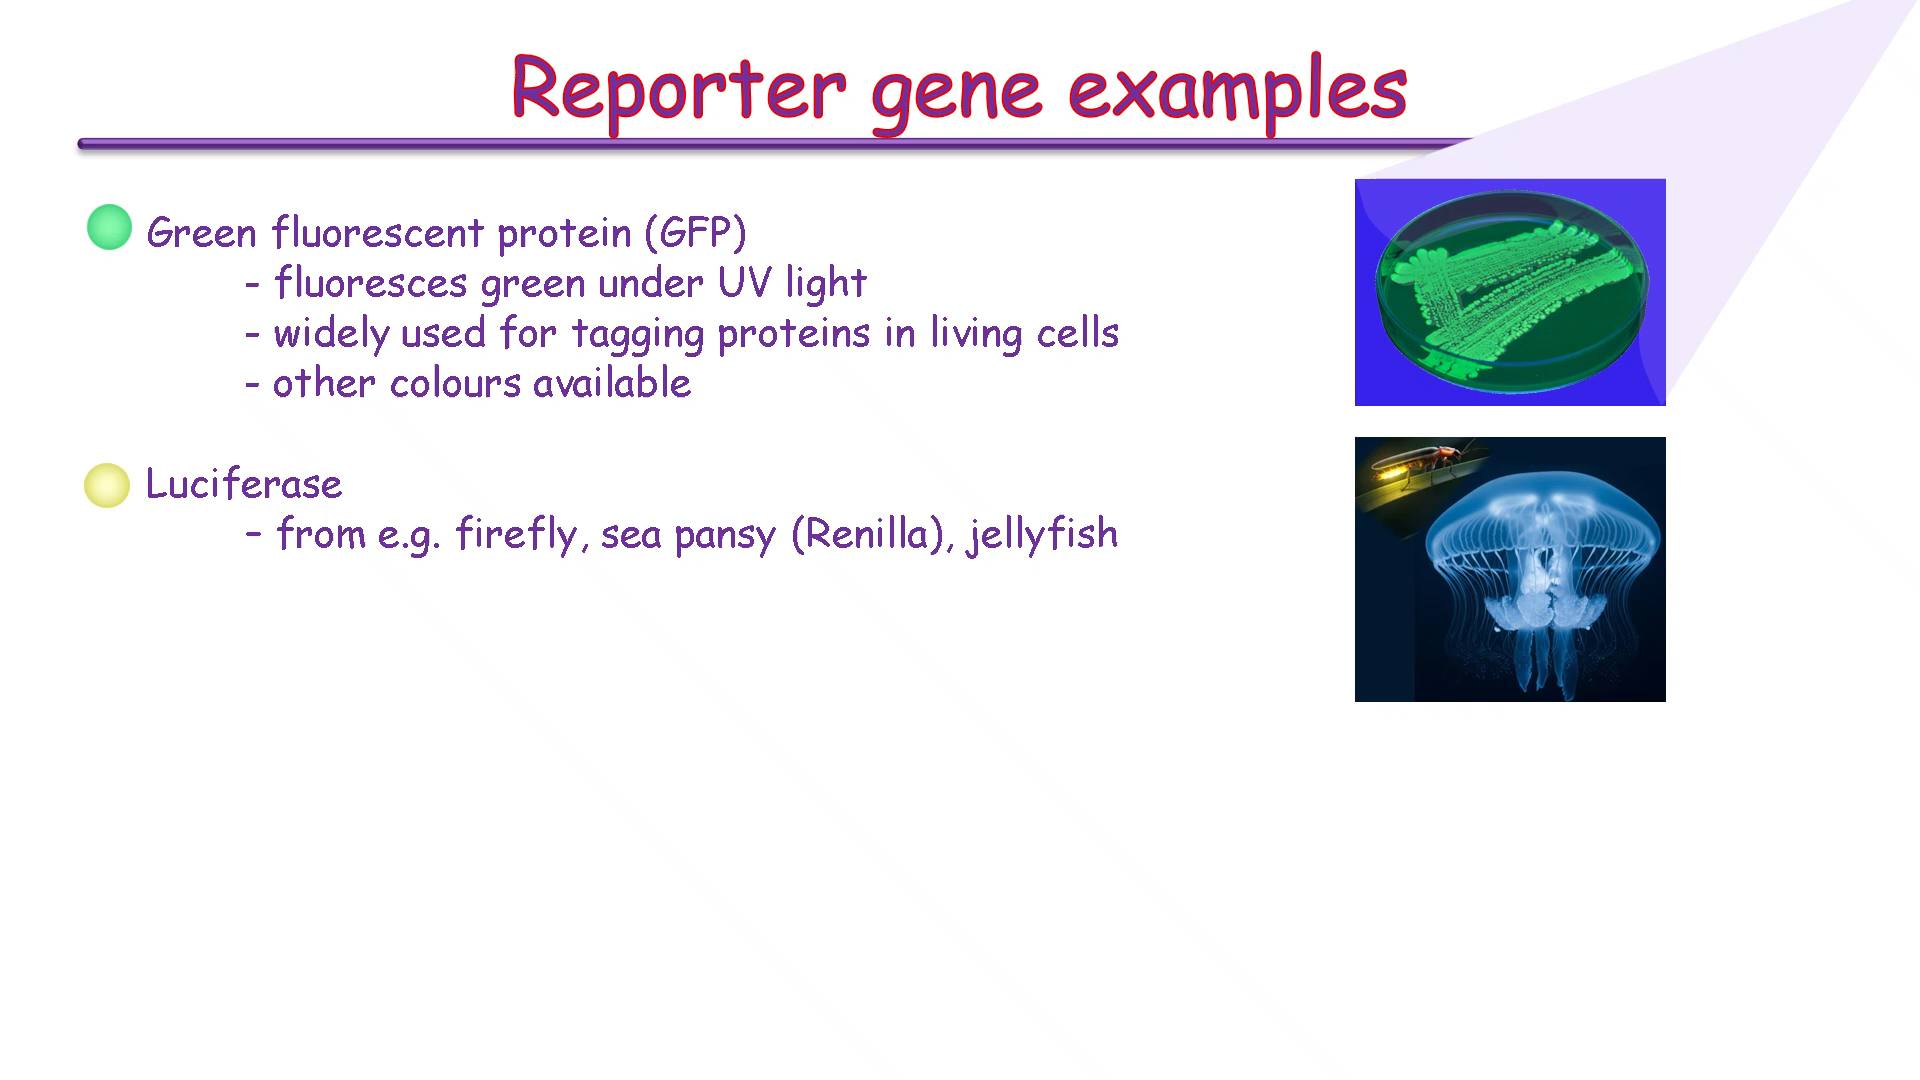 Reporter gene examples
Green fluorescent protein (GFP)
- fluoresces green under UV light
- widely used for tagging proteins in living cells
- other colours available
Luciferase
– from e.g. firefly, sea pansy (Renilla), jellyfish